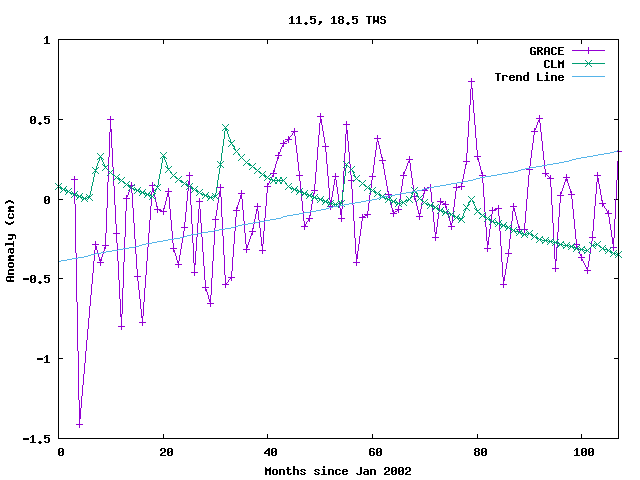 11.5, 18.5 TWS
GRACE
CLM
Trend Line
1
0.5
0
-0.5
-1
-1.5
Anomaly (cm)
0 20 40 60 80 100
Months since Jan 2002